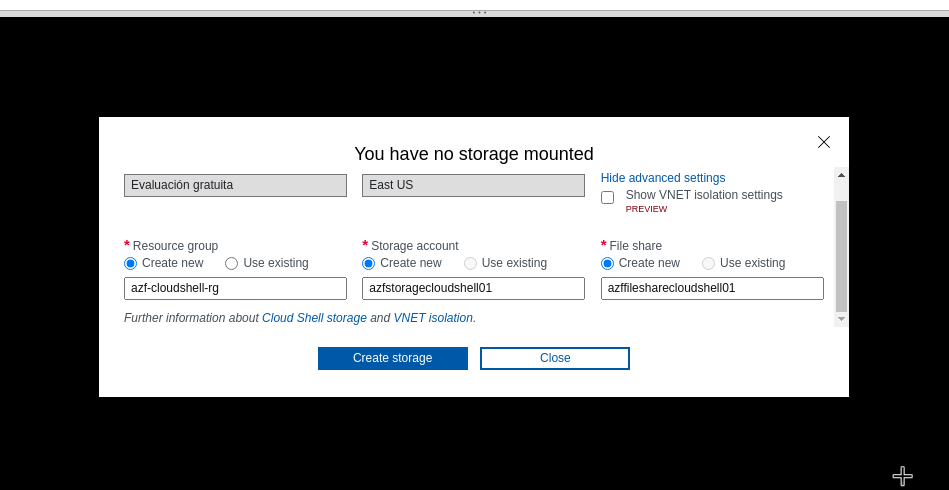 You have no storage mounted
Evaluación gratuita
East US
Hide advanced settings
Show VNET isolation settings
PREVIEW
* Resource group
Create new Use existing
azf-cloudshell-rg
* Storage account
Create new Use existing
azfstoragecloudshell01
* File share
Create new Use existing
azffilesharecloudshell01
Further information about Cloud Shell storage and VNET isolation.
Create storage
Close